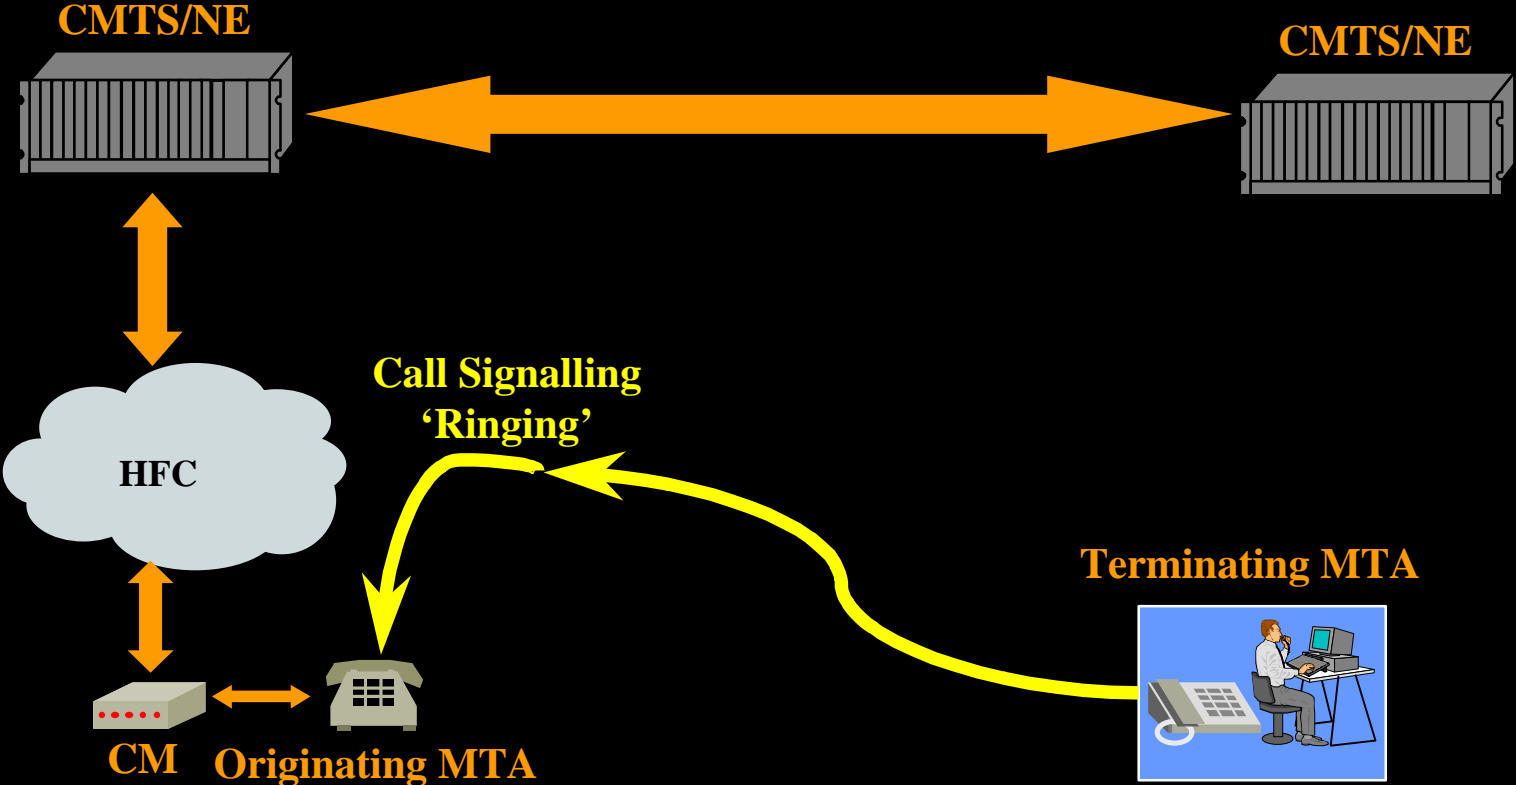 CMTS/NE
CMTS/NE
Call Signalling
‘Ringing’
HFC
Terminating MTA
CM
Originating MTA